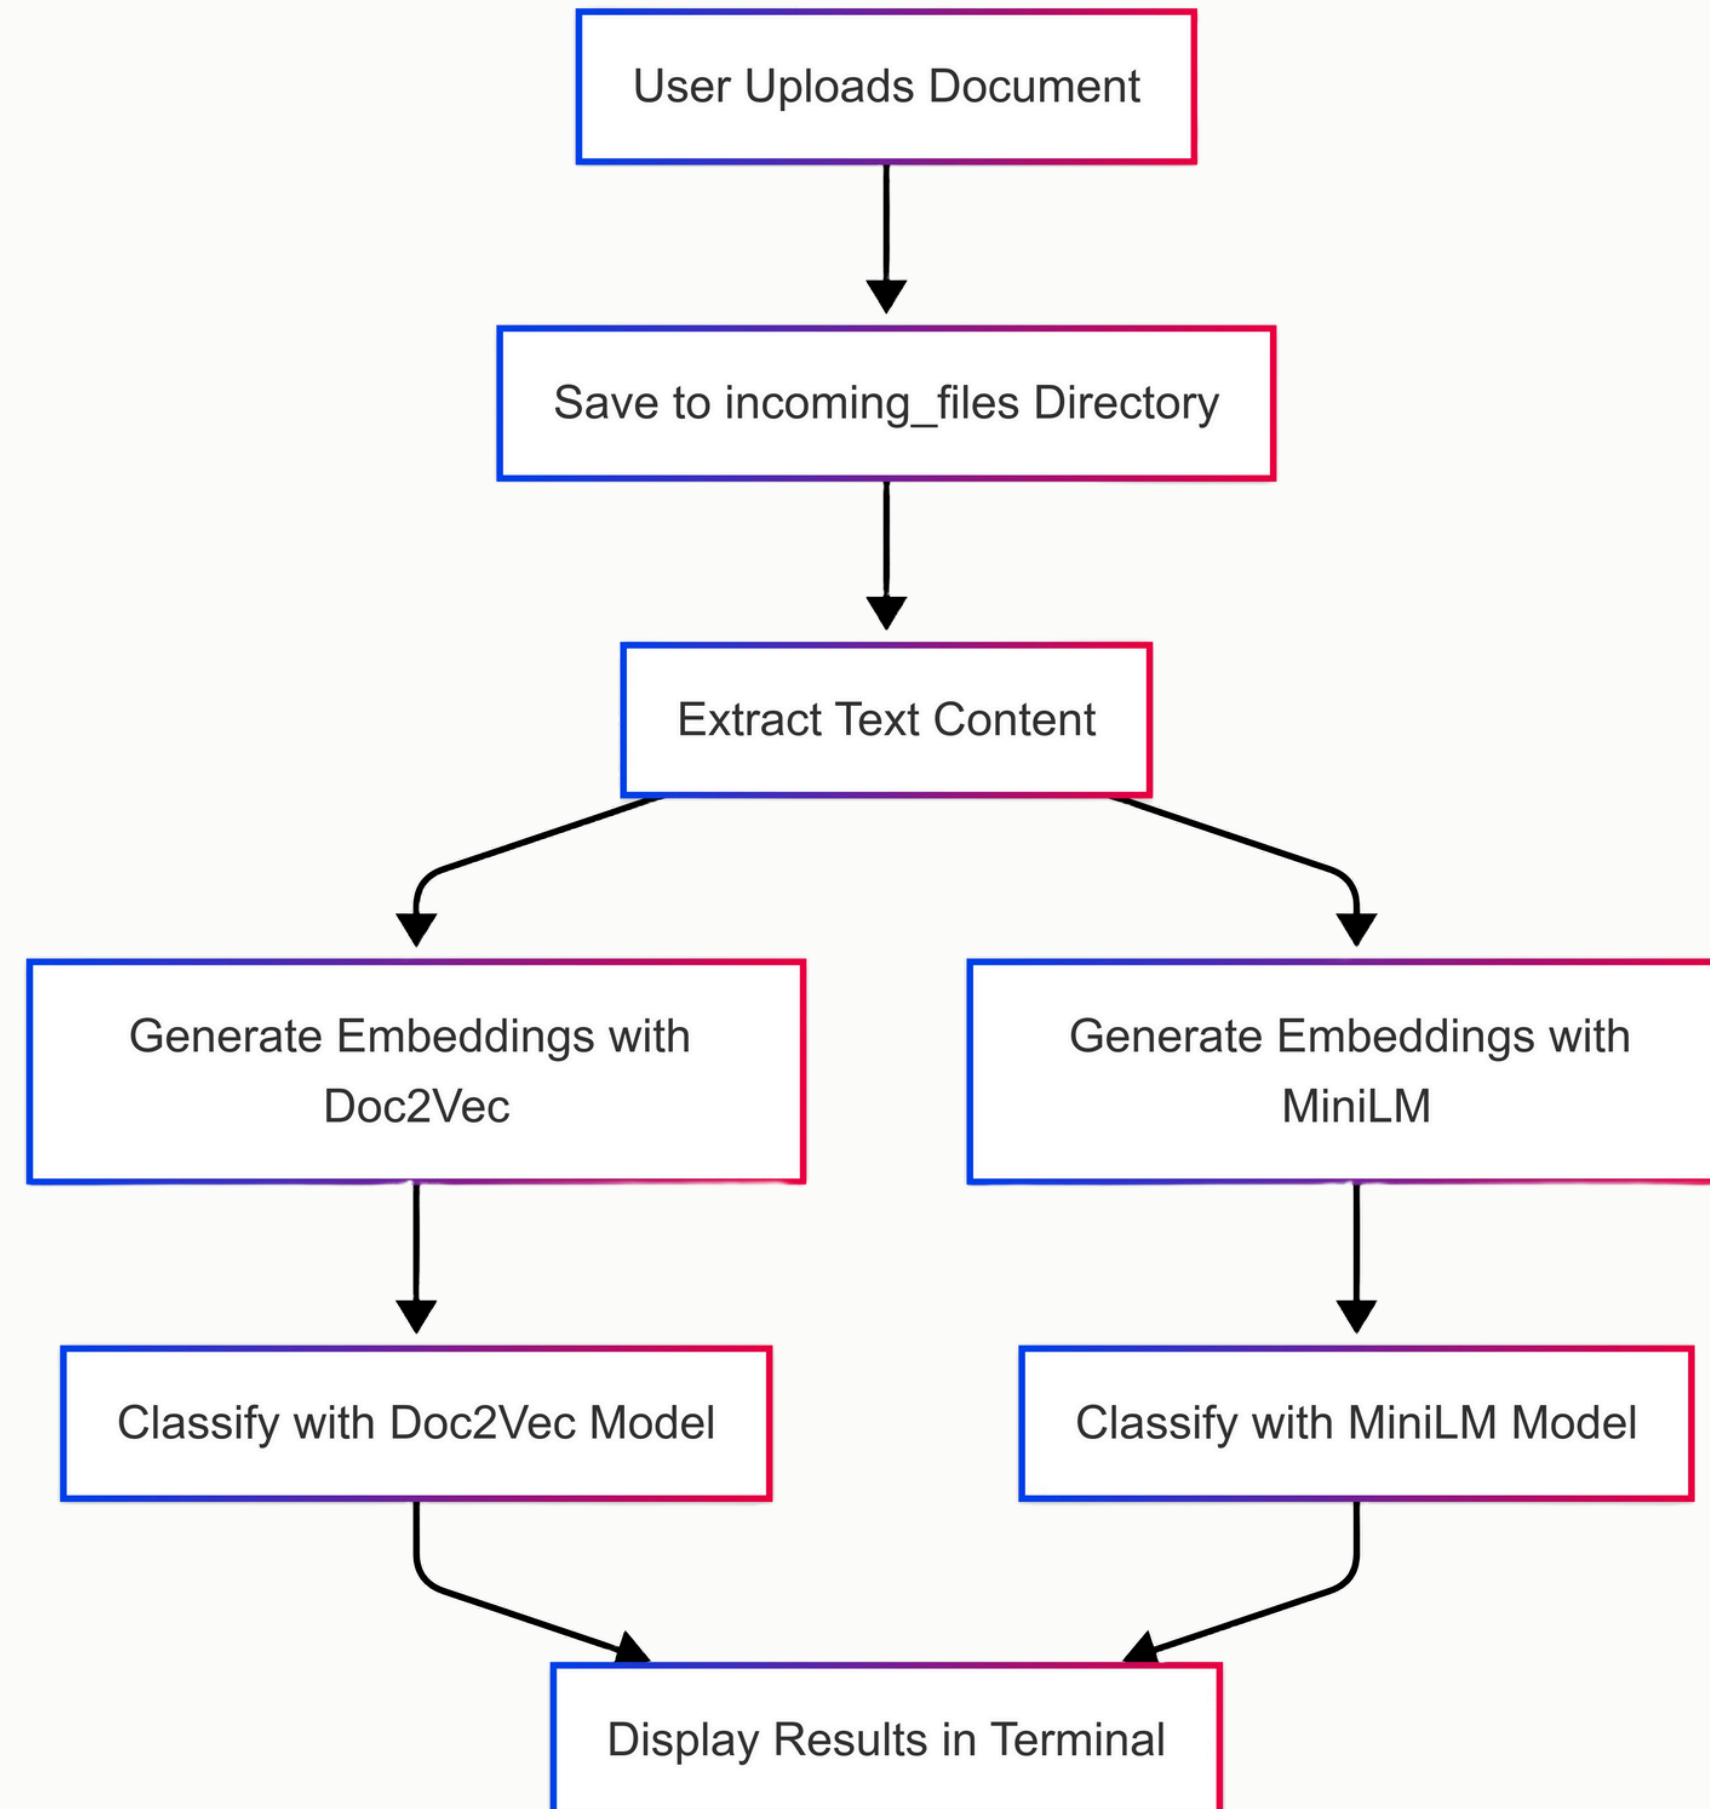 User Uploads Document
Save to incoming_files Directory
Extract Text Content
Generate Embeddings with
Doc2Vec
Generate Embeddings with
MiniLM
Classify with Doc2Vec Model
Classify with MiniLM Model
Display Results in Terminal